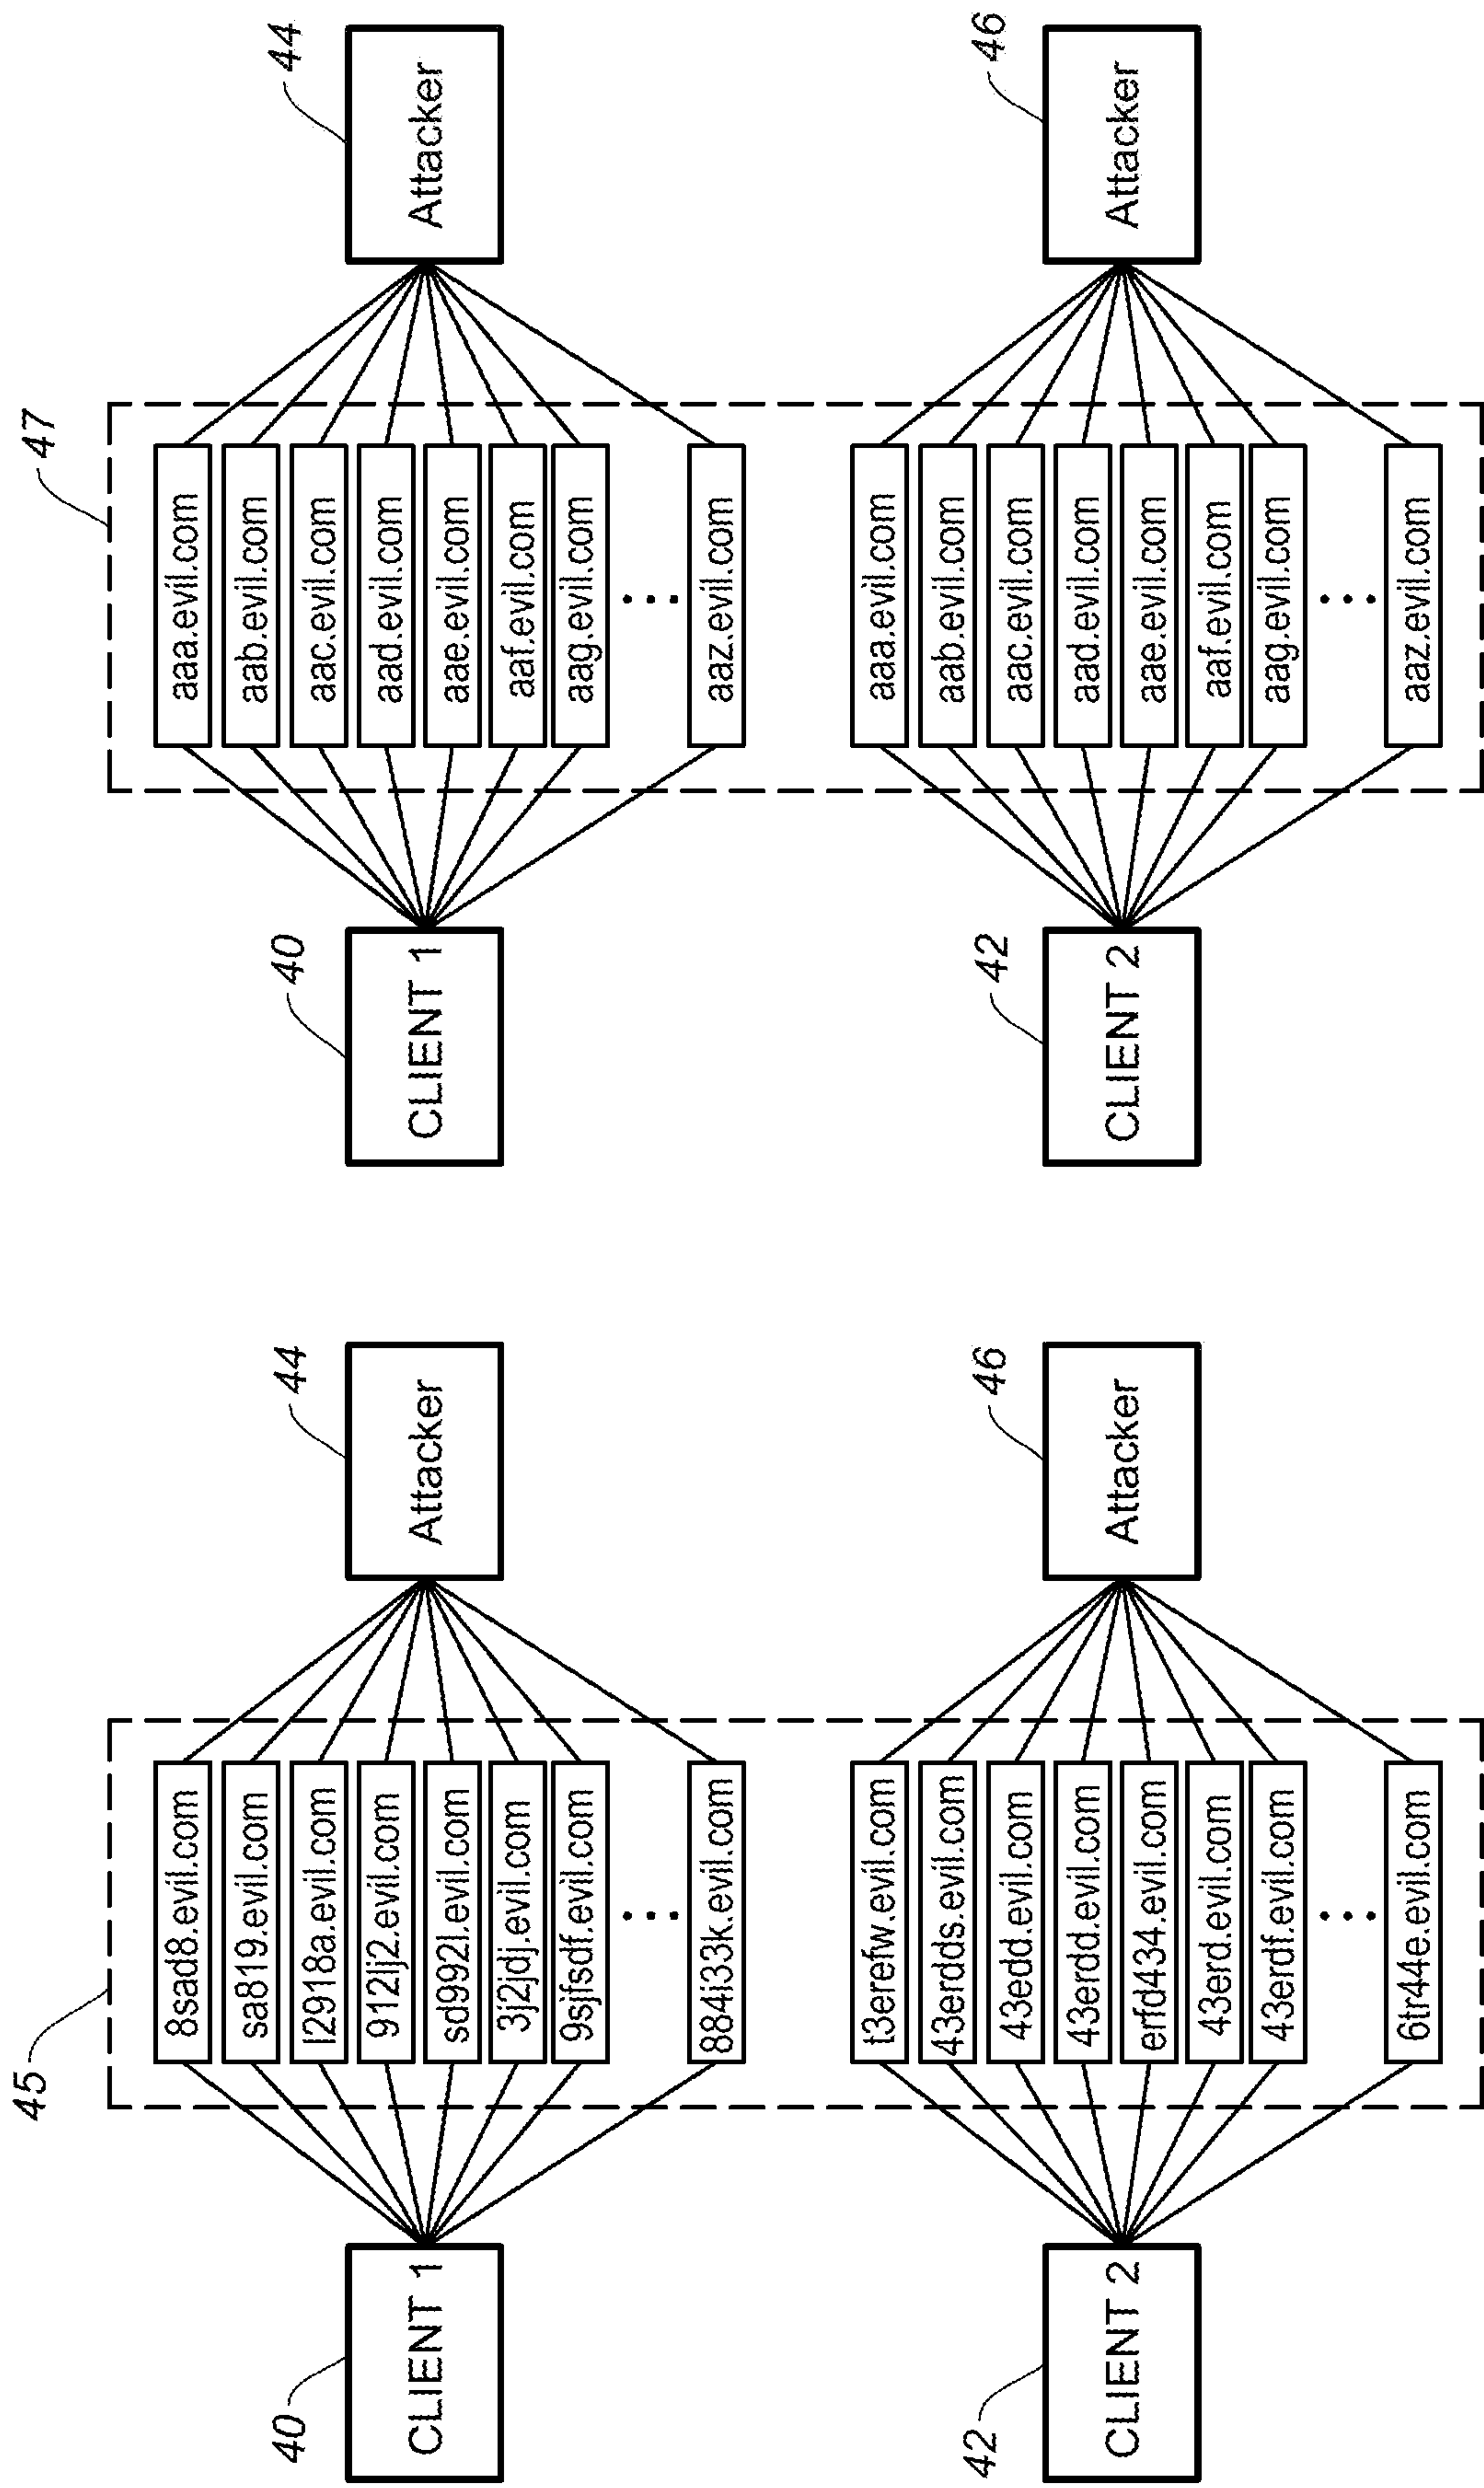 45
40
CLIENT 1
8sad8.evil.com
sa819.evil.com
l2918a.evil.com
912lj2.evil.com
sd992l.evil.com
3j2jdj.evil.com
9sjfsdf.evil.com
...
884i33k.evil.com
44
Attacker
42
CLIENT 2
t3erefw.evil.com
43erdds.evil.com
43edd.evil.com
43erdd.evil.com
erfd434.evil.com
43erd.evil.com
43erdf.evil.com
...
6tr44e.evil.com
46
Attacker
47
40
CLIENT 1
aaa.evil.com
aab.evil.com
aac.evil.com
aad.evil.com
aae.evil.com
aaf.evil.com
aag.evil.com
...
aaz.evil.com
44
Attacker
42
CLIENT 2
aaa.evil.com
aab.evil.com
aac.evil.com
aad.evil.com
aae.evil.com
aaf.evil.com
aag.evil.com
...
aaz.evil.com
46
Attacker